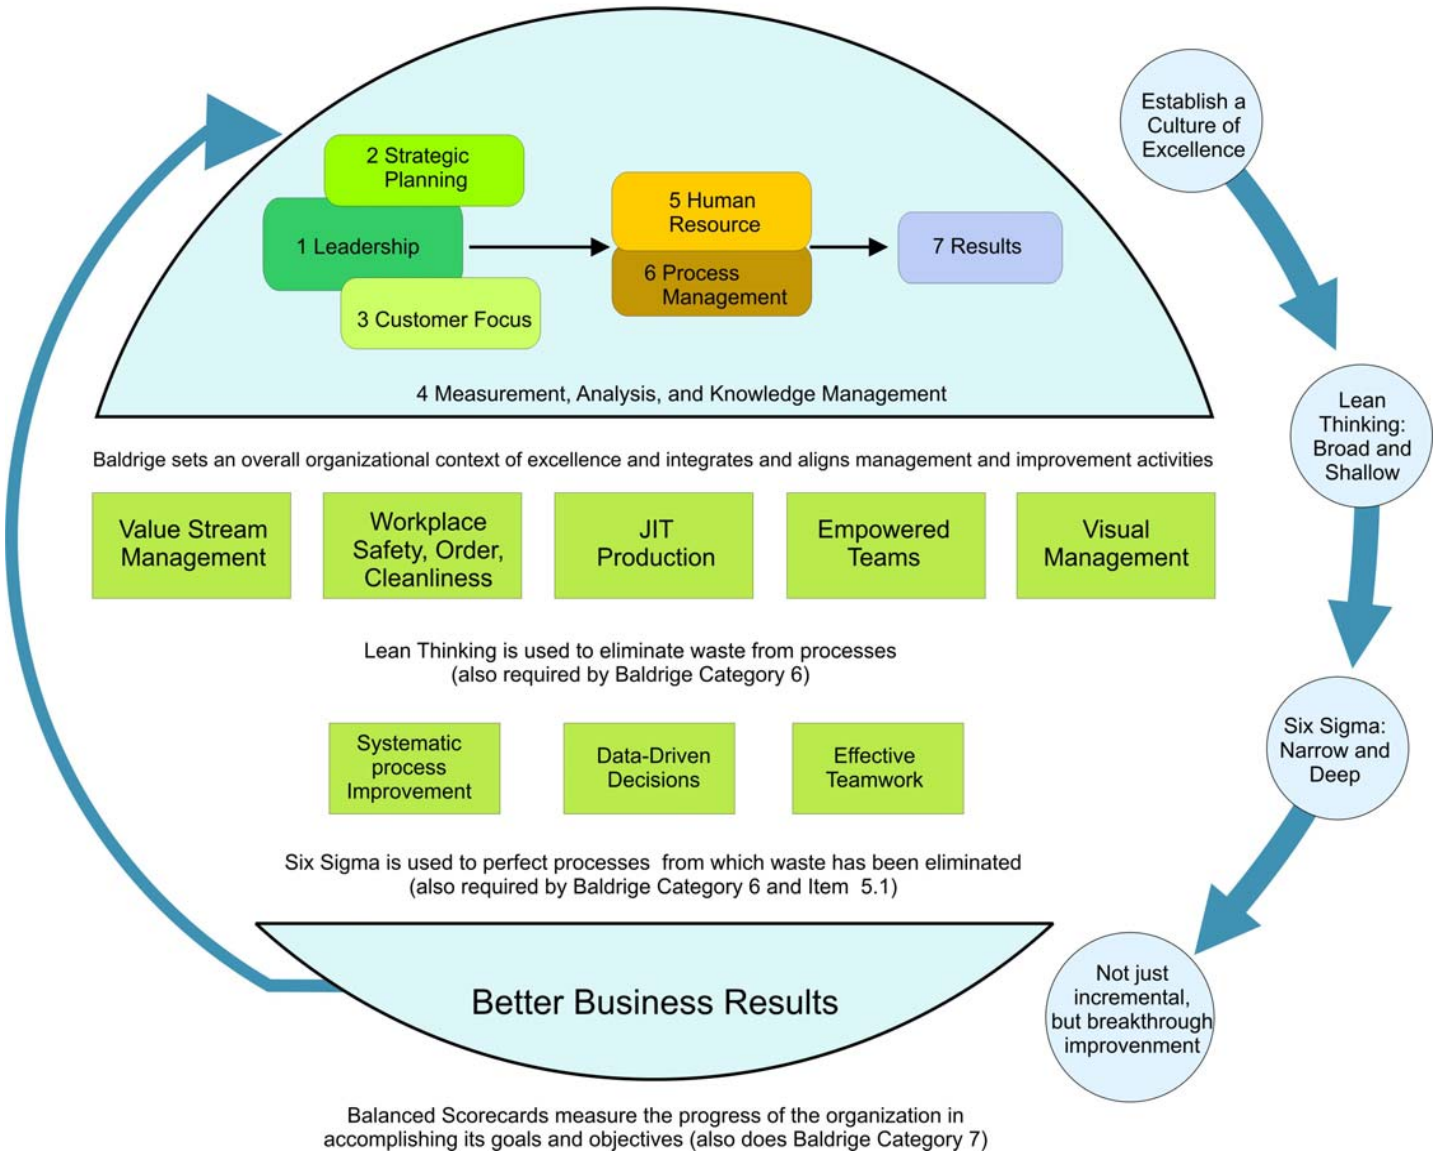 2 Strategic
Planning
1 Leadership
3 Customer Focus
5 Human
Resource
6 Process
Management
7 Results
4 Measurement, Analysis, and Knowledge Management
Baldrige sets an overall organizational context of excellence and integrates and aligns management and improvement activities
Value Stream
Management
Workplace
Safety, Order,
Cleanliness
JIT
Production
Empowered
Teams
Visual
Management
Lean Thinking is used to eliminate waste from processes
(also required by Baldrige Category 6)
Systematic
process
Improvement
Data-Driven
Decisions
Effective
Teamwork
Six Sigma is used to perfect processes from which waste has been eliminated
(also required by Baldrige Category 6 and Item 5.1)
Better Business Results
Balanced Scorecards measure the progress of the organization in
accomplishing its goals and objectives (also does Baldrige Category 7)
Establish a
Culture of
Excellence
Lean
Thinking:
Broad and
Shallow
Six Sigma:
Narrow and
Deep
Not just
incremental,
but breakthrough
improvenment